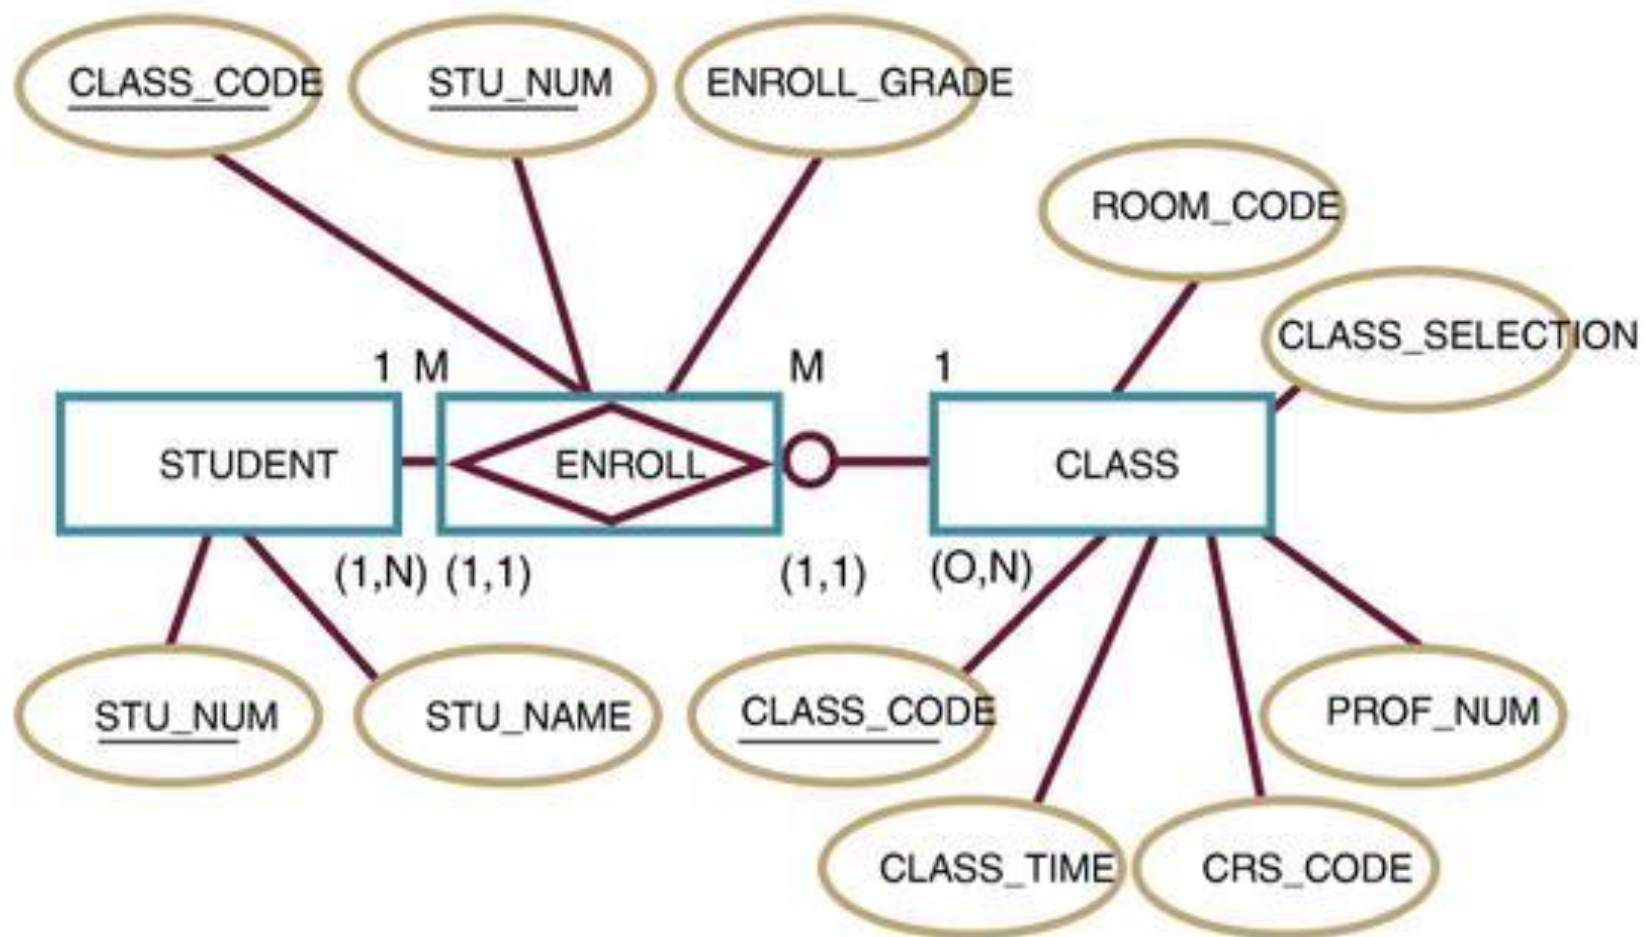 CLASS_CODE
STU_NUM
ENROLL_GRADE
ROOM_CODE
CLASS_SELECTION
1 M
M
1
STUDENT
ENROLL
CLASS
(1,N) (1,1)
(1,1)
(O,N)
STU_NUM
STU_NAME
CLASS_CODE
PROF_NUM
CLASS_TIME
CRS_CODE